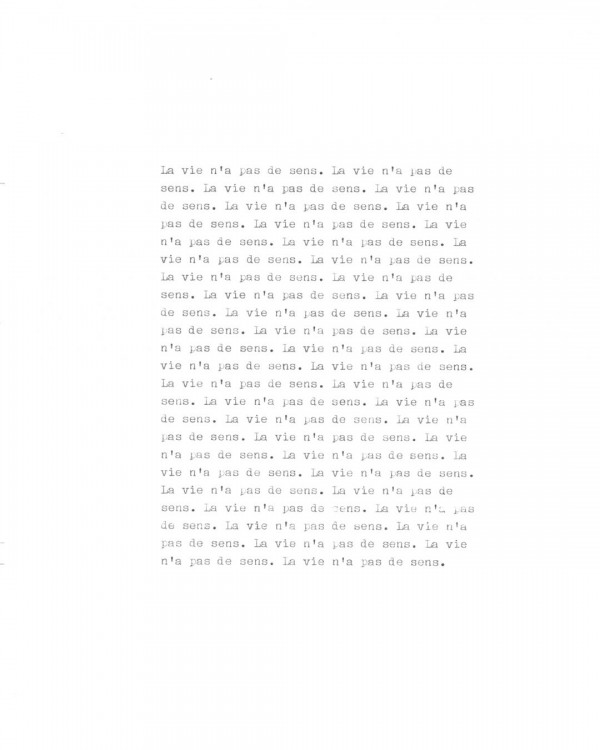 La vie n'a pas de sens. La vie n'a pas de
sens. La vie n'a pas de sens. La vie n'a pas
de sens. La vie n'a pas de sens. La vie n'a
pas de sens. La vie n'a pas de sens. La vie
n'a pas de sens. La vie n'a pas de sens. La
vie n'a pas de sens. La vie n'a pas de sens.
La vie n'a pas de sens. La vie n'a pas de
sens. La vie n'a pas de sens. La vie n'a pas
de sens. La vie n'a pas de sens. La vie n'a
pas de sens. La vie n'a pas de sens. La vie
n'a pas de sens. La vie n'a pas de sens. La
vie n'a pas de sens. La vie n'a pas de sens.
La vie n'a pas de sens. La vie n'a pas de
sens. La vie n'a pas de sens. La vie n'a pas
de sens. La vie n'a pas de sens. La vie n'a
pas de sens. La vie n'a pas de sens. La vie
n'a pas de sens. La vie n'a pas de sens. La
vie n'a pas de sens. La vie n'a pas de sens.
La vie n'a pas de sens. La vie n'a pas de
sens. La vie n'a pas de sens. La vie n'a pas
de sens. La vie n'a pas de sens. La vie n'a
pas de sens. La vie n'a pas de sens. La vie
n'a pas de sens. La vie n'a pas de sens.